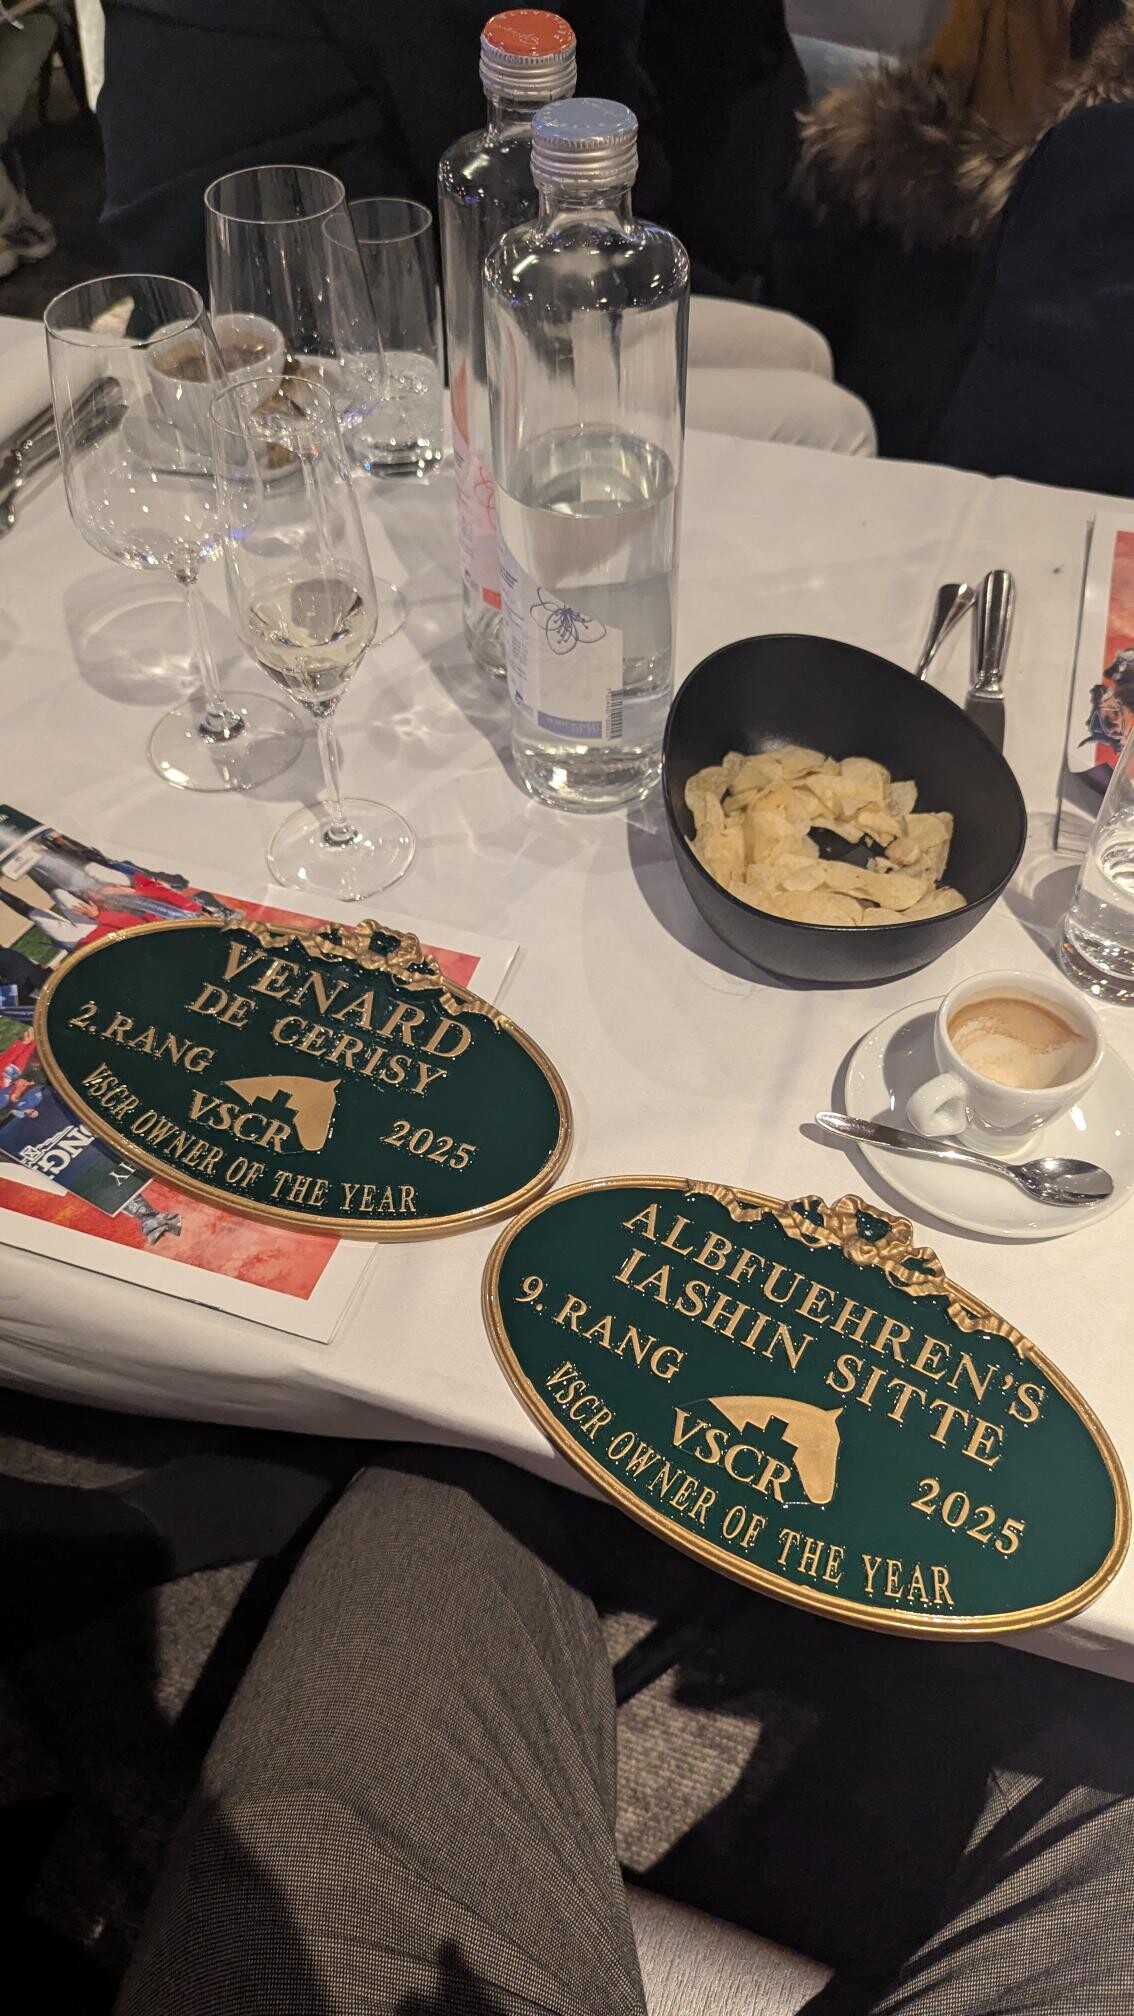 VENARD
DE CERISY
2. RANG
VSCR
2025
VSCR OWNER OF THE YEAR
ALBFUEHREN'S
IASHIN SITTE
9. RANG
VSCR
2025
VSCR OWNER OF THE YEAR